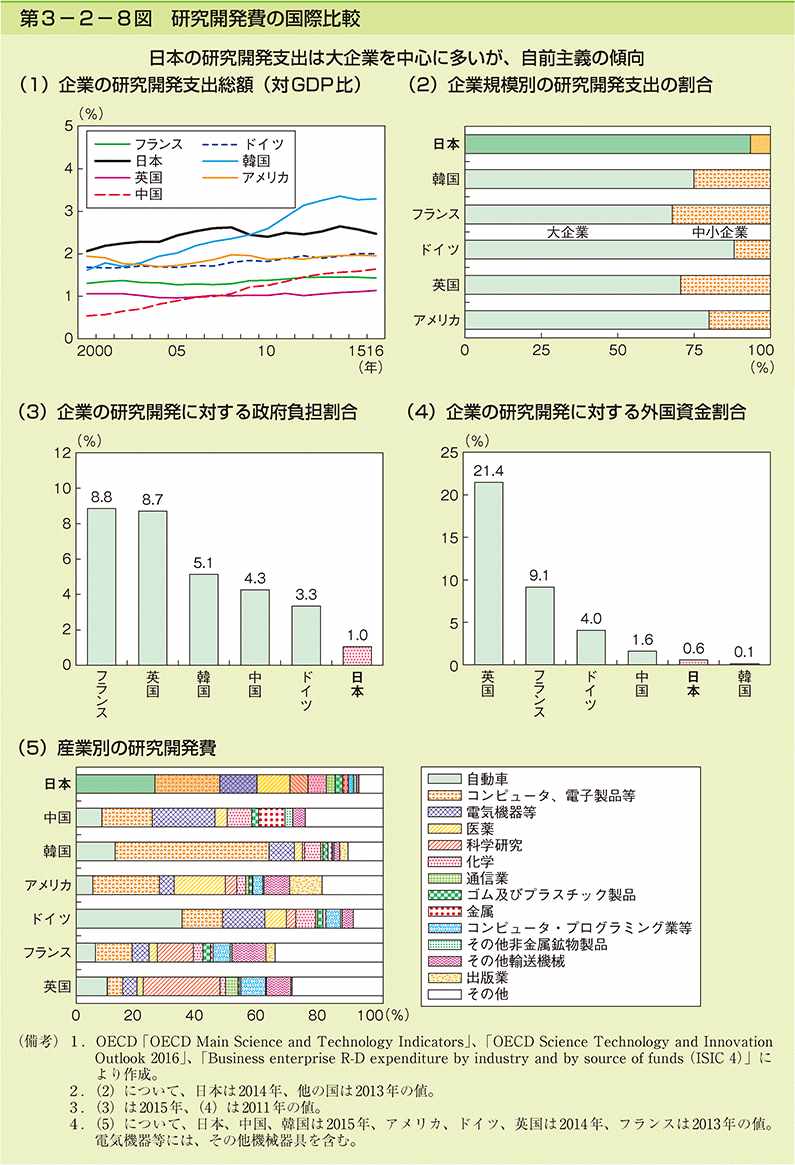 第3-2-8図　研究開発費の国際比較
日本の研究開発支出は大企業を中心に多いが、自前主義の傾向
(1) 企業の研究開発支出総額（対GDP比）
(%)
5
4
3
2
1
0
フランス
ドイツ
日本
韓国
英国
アメリカ
中国
2000
05
10
1516
(年)
(2) 企業規模別の研究開発支出の割合
日本
韓国
フランス
大企業
中小企業
ドイツ
英国
アメリカ
0
25
50
75
100
(%)
(3) 企業の研究開発に対する政府負担割合
(%)
12
10
8
6
4
2
0
8.8
8.7
5.1
4.3
3.3
1.0
フランス
英国
韓国
中国
ドイツ
日本
(4) 企業の研究開発に対する外国資金割合
(%)
25
20
15
10
5
0
21.4
9.1
4.0
1.6
0.6
0.1
英国
フランス
ドイツ
中国
日本
韓国
(5) 産業別の研究開発費
日本
中国
韓国
アメリカ
ドイツ
フランス
英国
0
20
40
60
80
100
(%)
自動車
コンピュータ、電子製品等
電気機器等
医薬
科学研究
化学
通信業
ゴム及びプラスチック製品
金属
コンピュータ・プログラミング業等
その他非金属鉱物製品
その他輸送機械
出版業
その他
(備考) 1．OECD「OECD Main Science and Technology Indicators」、「OECD Science Technology and Innovation
Outlook 2016」、「Business enterprise R-D expenditure by industry and by source of funds (ISIC 4)」に
より作成。
2．(2) について、日本は2014年、他の国は2013年の値。
3．(3) は2015年、(4) は2011年の値。
4．(5) について、日本、中国、韓国は2015年、アメリカ、ドイツ、英国は2014年、フランスは2013年の値。
電気機器等には、その他機械器具を含む。